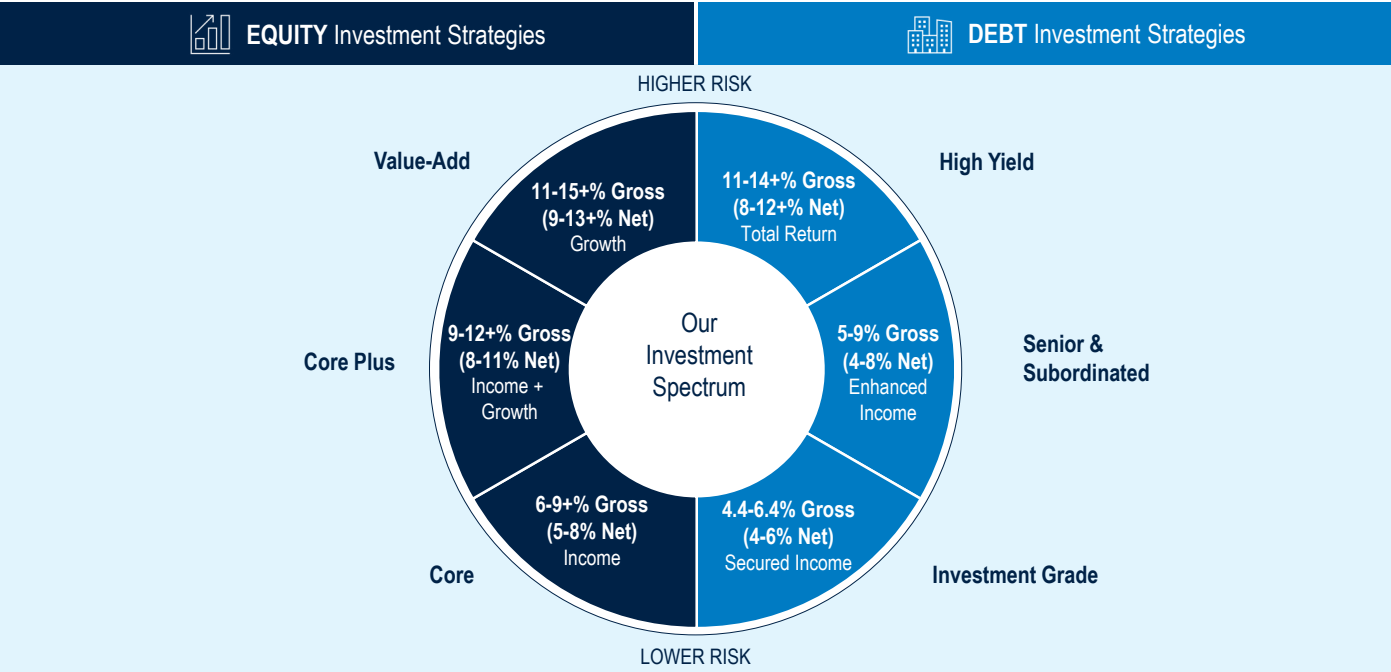 EQUITY Investment Strategies
DEBT Investment Strategies
HIGHER RISK
Value-Add
11-15+% Gross
(9-13+% Net)
Growth
11-14+% Gross
(8-12+% Net)
Total Return
High Yield
Core Plus
9-12+% Gross
(8-11% Net)
Income +
Growth
Our
Investment
Spectrum
5-9% Gross
(4-8% Net)
Enhanced
Income
Senior &
Subordinated
Core
6-9+% Gross
(5-8% Net)
Income
4.4-6.4% Gross
(4-6% Net)
Secured Income
Investment Grade
LOWER RISK